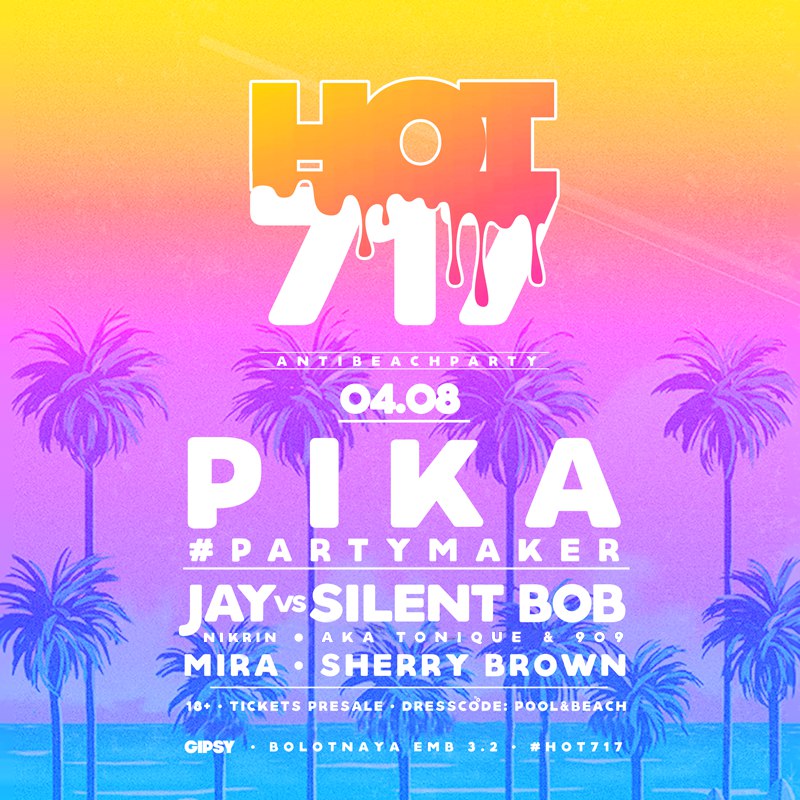 HOT
717
ANTIBEACHPARTY
04.08
PIKA
#PARTYMAKER
JAY VS SILENT BOB
NIKRIN • AKA TONIQUE & 909
MIRA • SHERRY BROWN
18+ • TICKETS PRESALE • DRESSCODE: POOL&BEACH
GIPSY • BOLOTNAYA EMB 3.2 • #HOT717